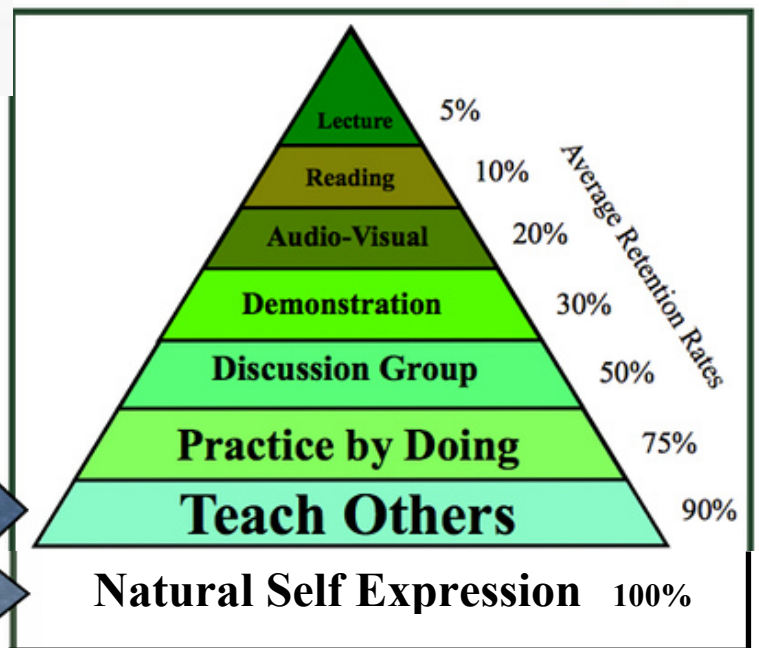 Lecture 5%
Reading 10%
Audio-Visual 20%
Demonstration 30%
Discussion Group 50%
Practice by Doing 75%
Teach Others 90%
Average Retention Rates
Natural Self Expression 100%